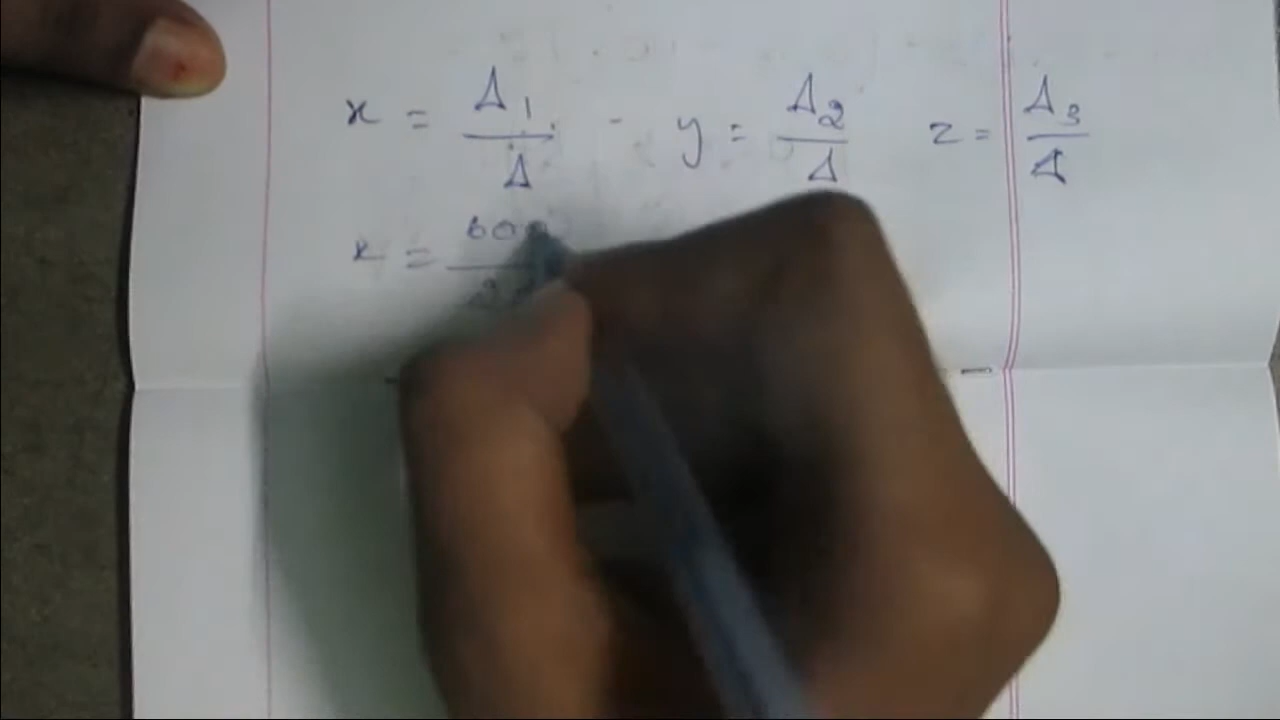 x = Δ1 / Δ y = Δ2 / Δ z = Δ3 / Δ
x = 600 /